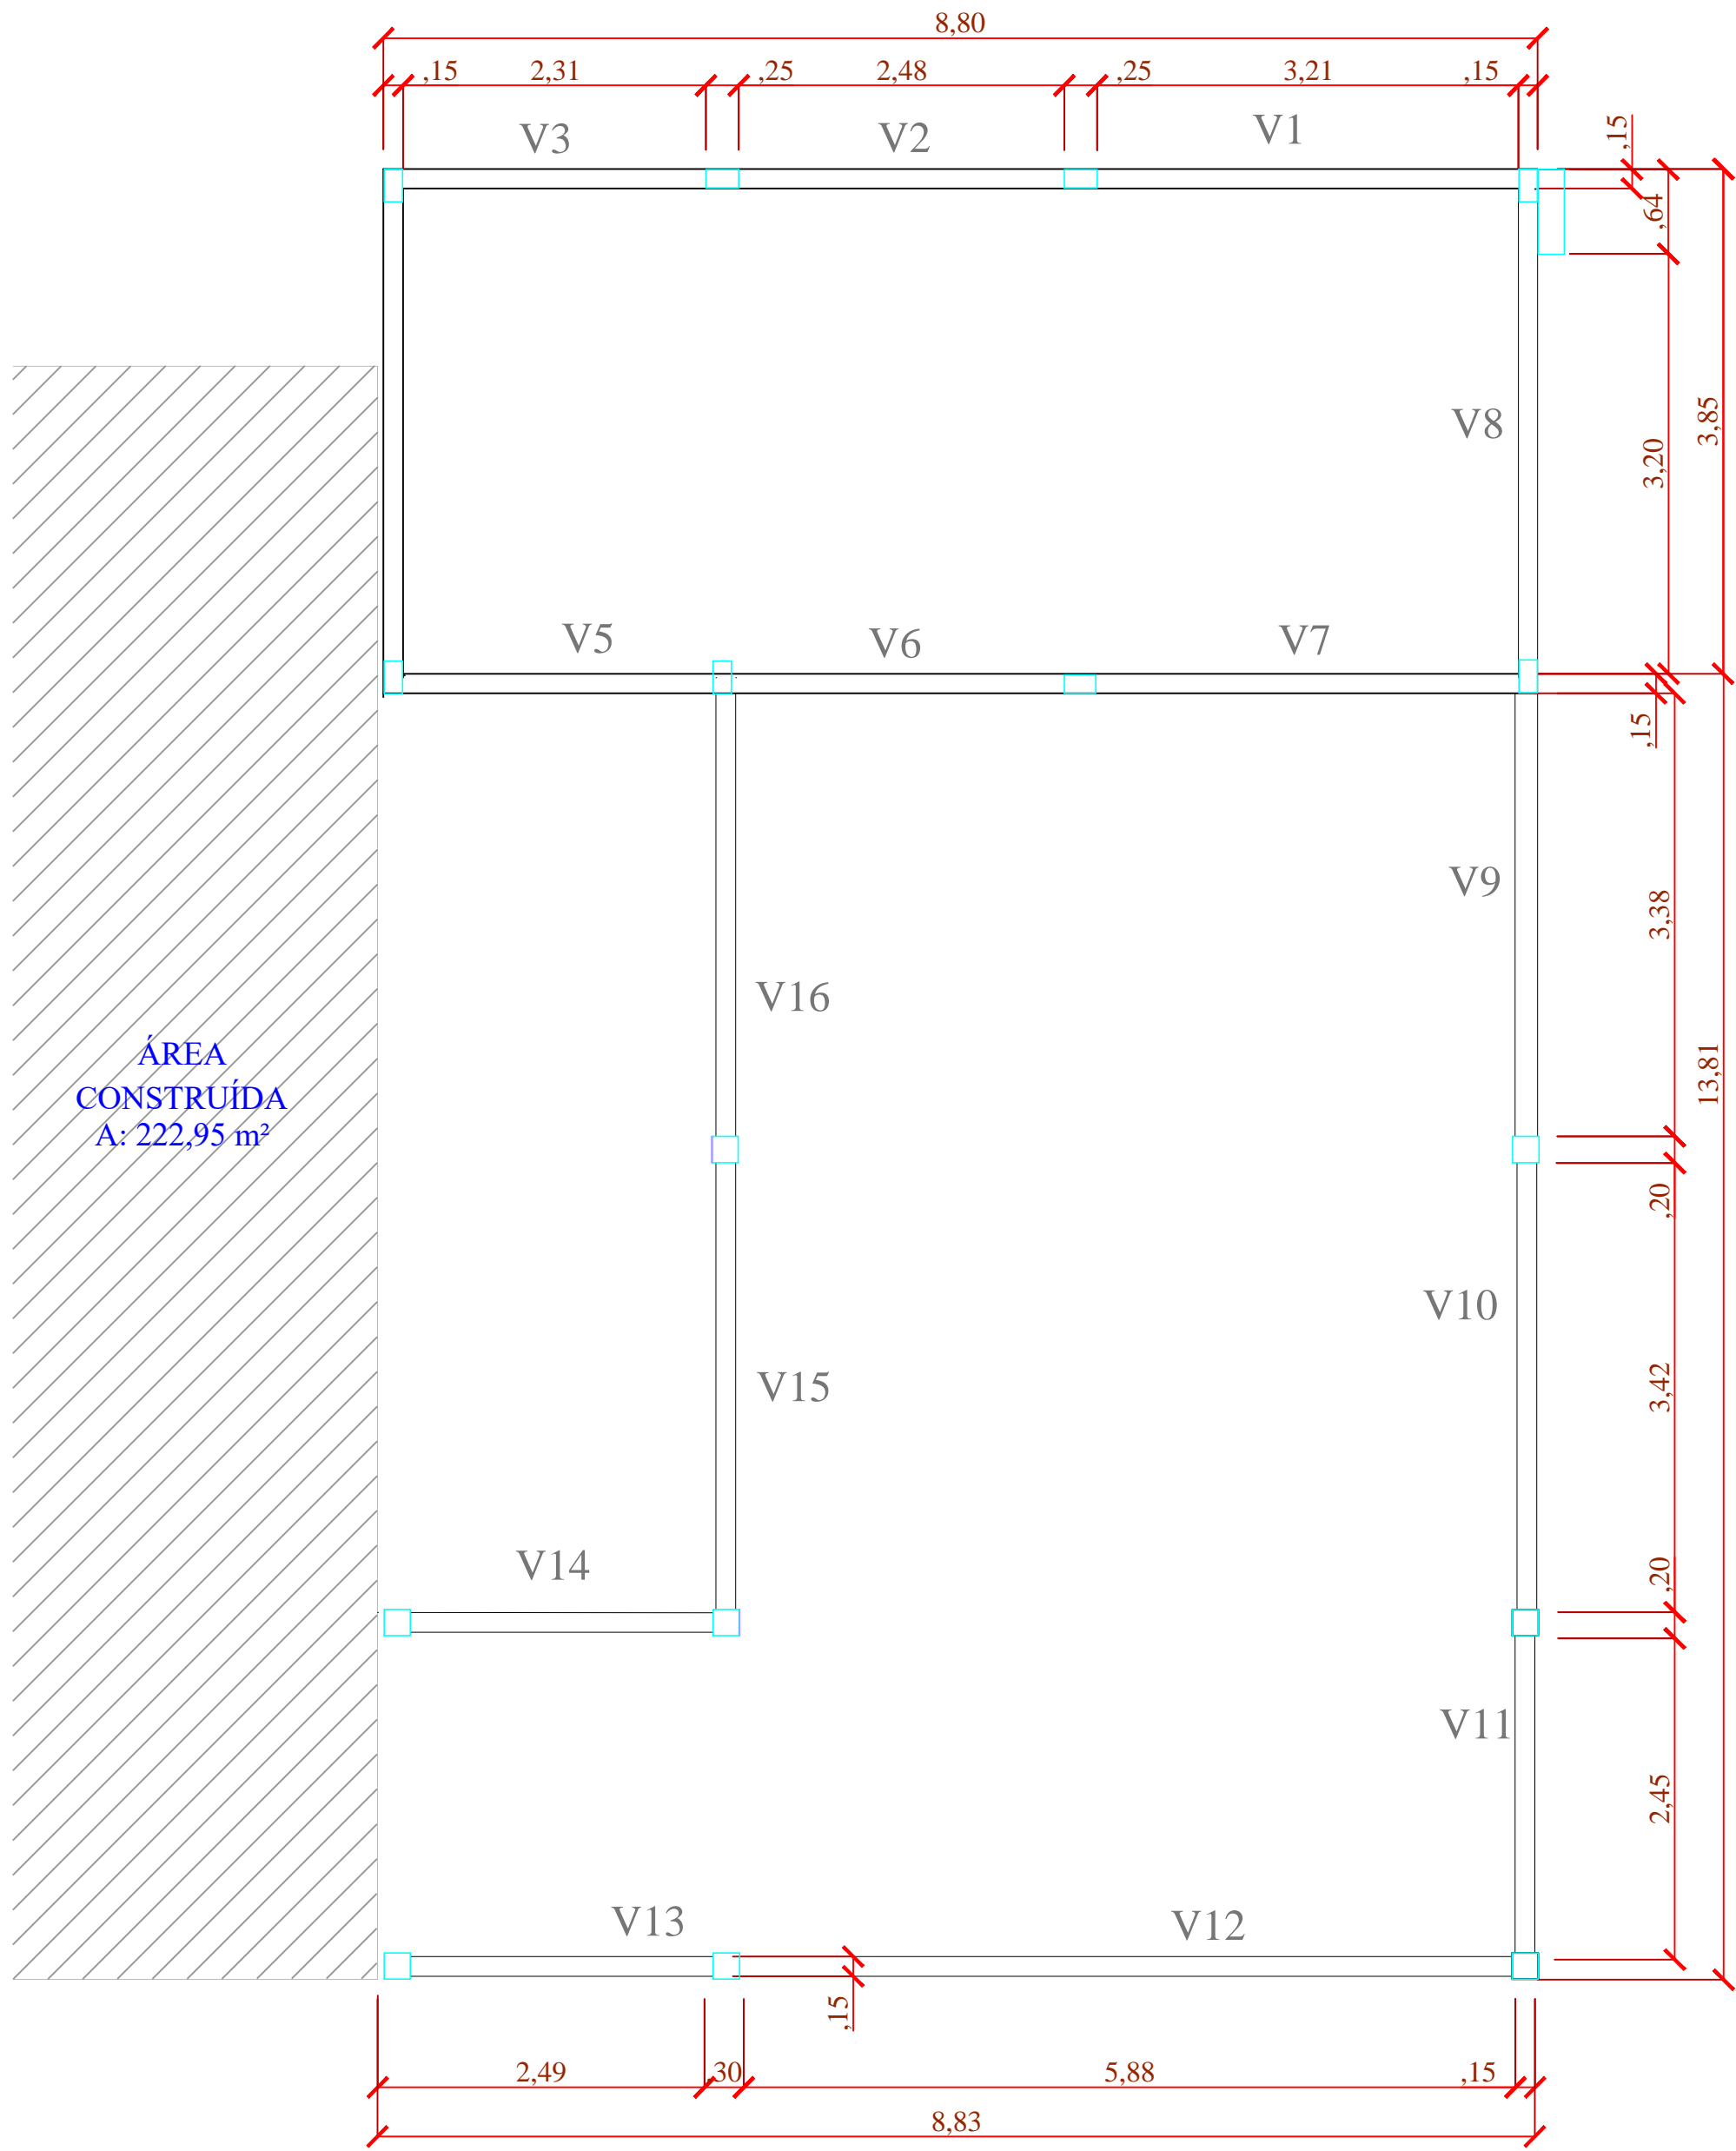 8,80
,15 2,31 ,25 2,48 ,25 3,21 ,15
V3 V2 V1
,15
,64
V8
3,85
3,20
V5 V6 V7
,15
V9
3,38
V16
ÁREA
CONSTRUÍDA
A: 222,95 m²
13,81
,20
V10
V15
3,42
V14
,20
V11
2,45
V13 V12
,15
2,49 ,30 5,88 ,15
8,83